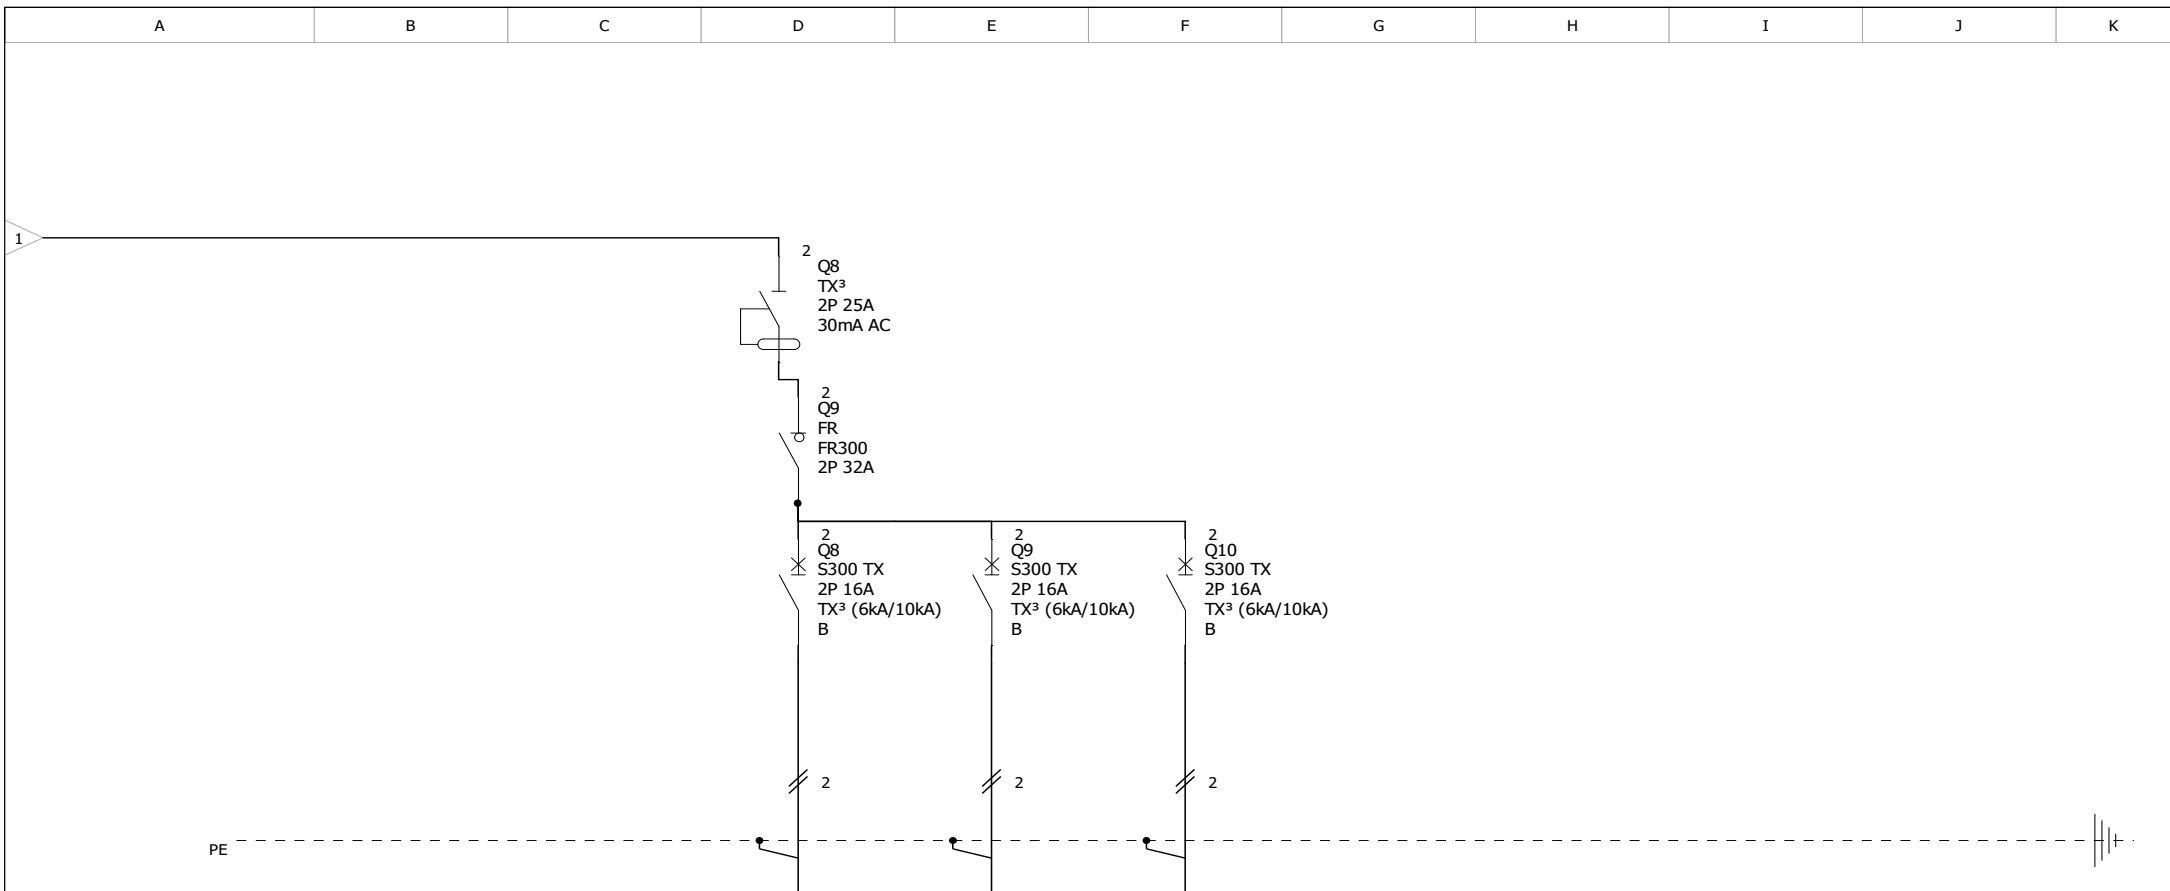 A B C D E F G H I J K
1
2
Q8
TX³
2P 25A
30mA AC
2
Q9
FR
FR300
2P 32A
2
Q8
S300 TX
2P 16A
TX³ (6kA/10kA)
B
2
Q9
S300 TX
2P 16A
TX³ (6kA/10kA)
B
2
Q10
S300 TX
2P 16A
TX³ (6kA/10kA)
B
2
2
2
PE